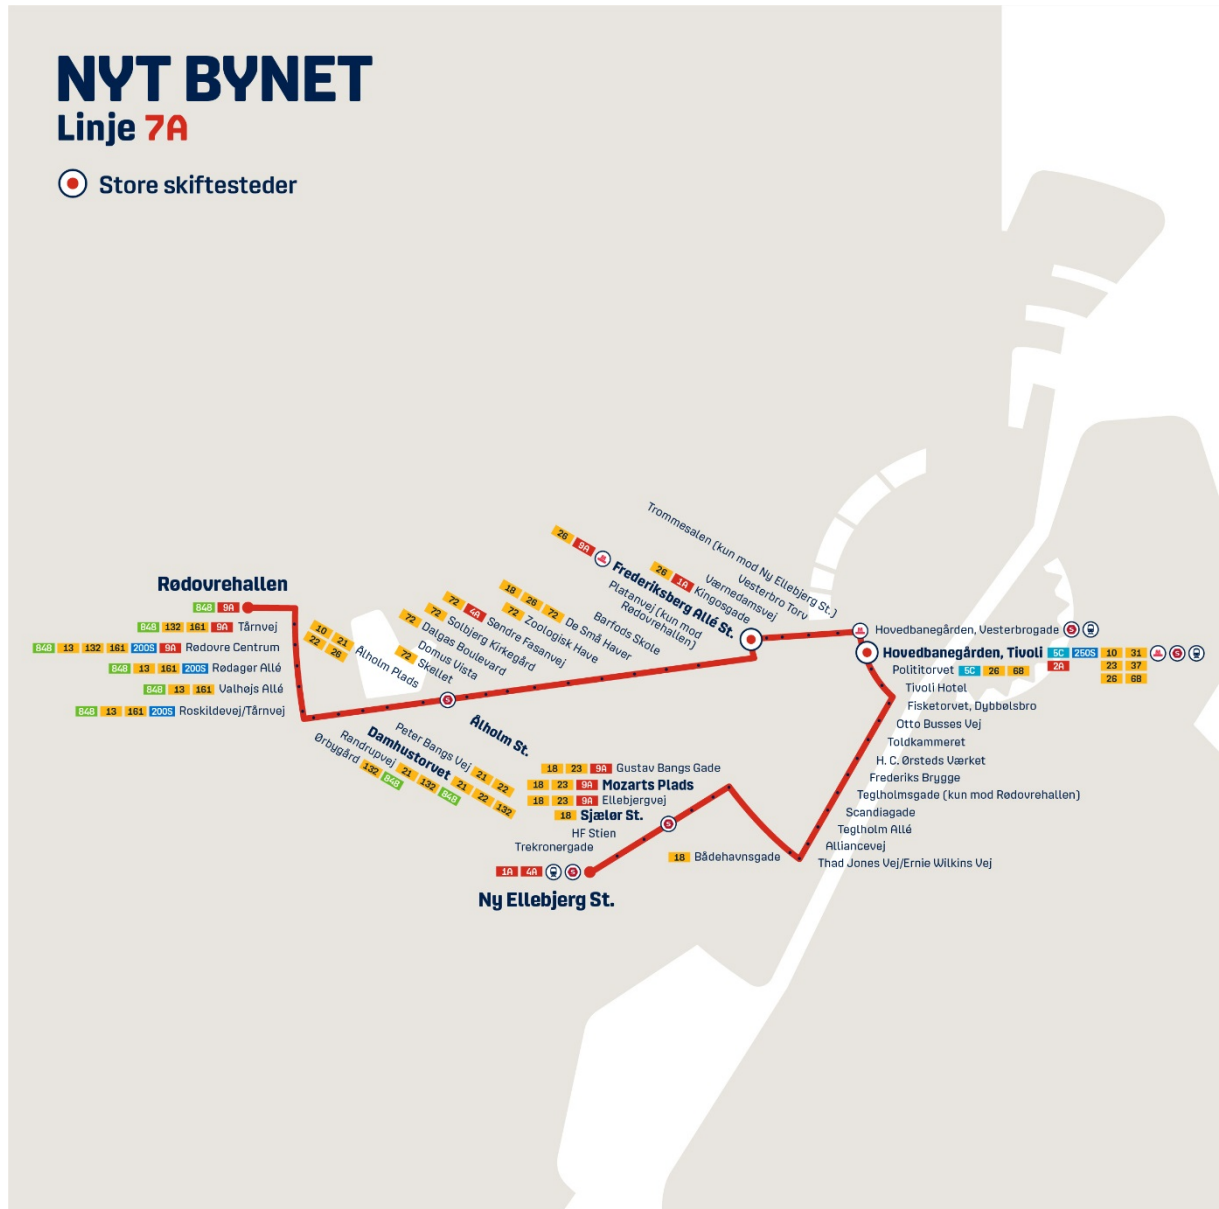 NYT BYNET
Linje 7A
Store skiftesteder
Rødovrehallen
848 9A
848 132 161 9A Tårnvej
848 13 132 161 200S 9A Rødovre Centrum
848 13 161 200S Rødager Allé
848 13 161 Valhøjs Allé
848 13 161 200S Roskildevej/Tårnvej
Ørbygård 132 848
Randrupvej 21 132 848
Damhustorvet 21 22 132
Peter Bangs Vej 21 22
10 21
22 26
Ålholm Plads
Ålholm St.
72 Skellet
Domus Vista
72 Dalgas Boulevard
72 Solbjerg Kirkegård
72 4A Søndre Fasanvej
72 Zoologisk Have
18 26 72 De Små Haver
Barfods Skole
Platanvej (kun mod
Rødovrehallen)
26 9A Frederiksberg Allé St.
26 1A Kingosgade
Værnedamsvej
Vesterbro Torv
Trommesalen (kun mod Ny Ellebjerg St.)
Hovedbanegården, Vesterbrogade S
Hovedbanegården, Tivoli 5C 250S 10 31 S
2A 23 37
26 68
Polititorvet 5C 26 68
Tivoli Hotel
Fisketorvet, Dybbølsbro
Otto Busses Vej
Toldkammeret
H. C. Ørsteds Værket
Frederiks Brygge
Teglholmsgade (kun mod Rødovrehallen)
Scandiagade
Teglholm Allé
Alliancevej
Thad Jones Vej/Ernie Wilkins Vej
18 Bådehavnsgade
18 23 9A Gustav Bangs Gade
18 23 9A Mozarts Plads
18 23 9A Ellebjergvej
18 Sjælør St.
HF Stien
Trekronergade
1A 4A S
Ny Ellebjerg St.